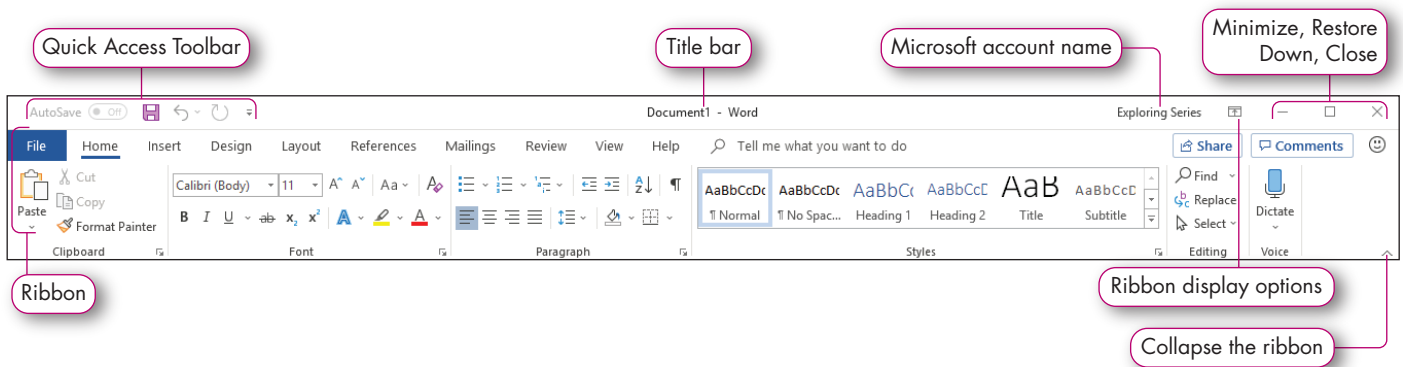 Quick Access Toolbar
Title bar
Microsoft account name
Minimize, Restore
Down, Close
AutoSave Off
Document1 - Word
Exploring Series
File Home Insert Design Layout References Mailings Review View Help Tell me what you want to do Share Comments
Paste
Cut
Copy
Format Painter
Clipboard
Calibri (Body) 11 A^ A˅ Aa A
B I U ab x₂ x² A A
Font
A Z ¶
Paragraph
AaBbCcDc AaBbCcDc AaBbCc AaBbCcE AaB AaBbCcD
¶ Normal ¶ No Spac... Heading 1 Heading 2 Title Subtitle
Styles
Find
Replace
Select
Editing
Dictate
Voice
Ribbon
Ribbon display options
Collapse the ribbon